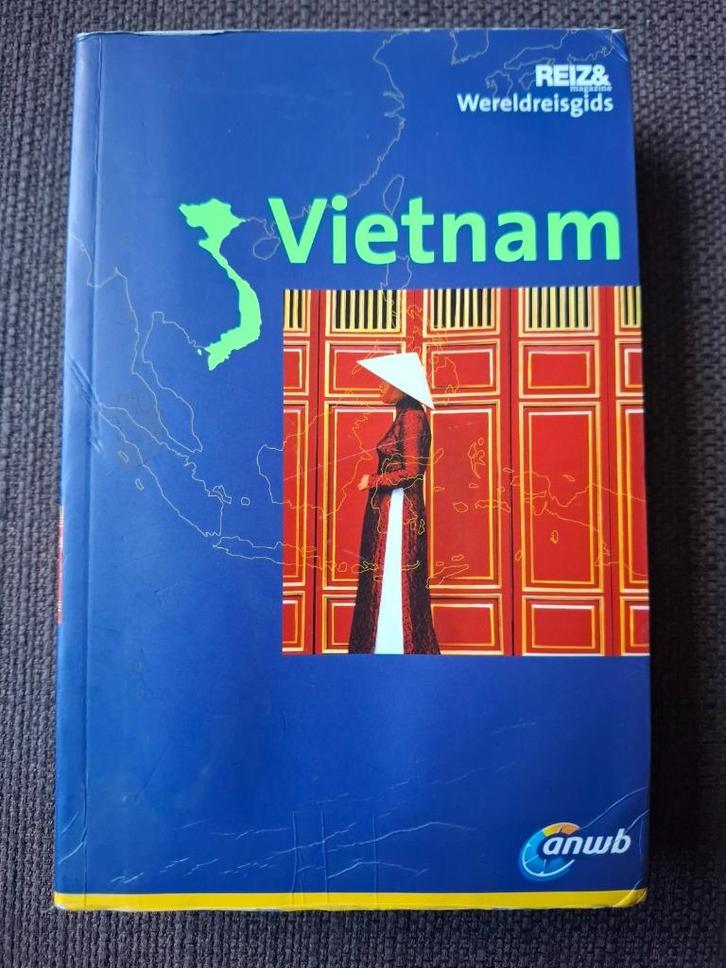 REIZ&
magazine
Wereldreisgids
Vietnam
anwb